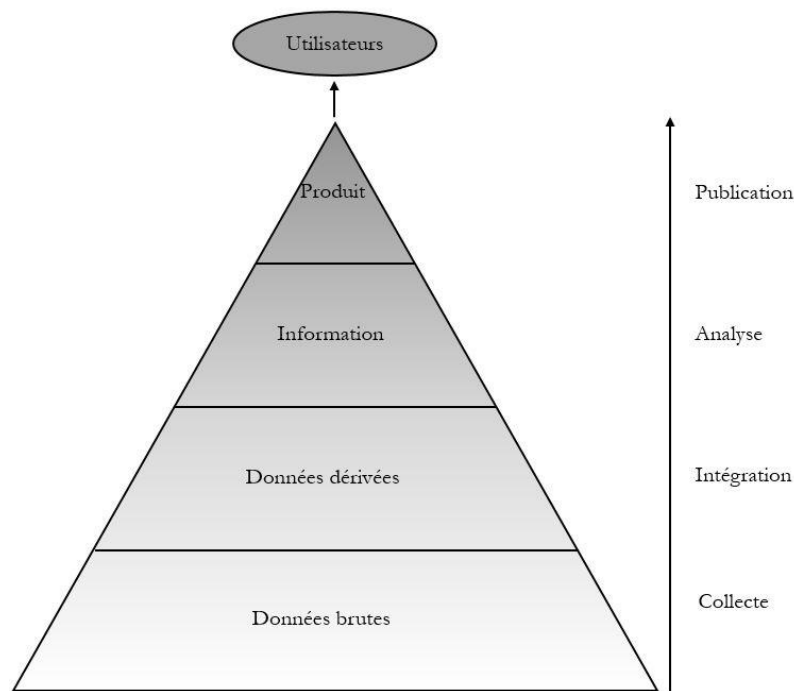 Utilisateurs
Produit
Publication
Information
Analyse
Données dérivées
Intégration
Données brutes
Collecte